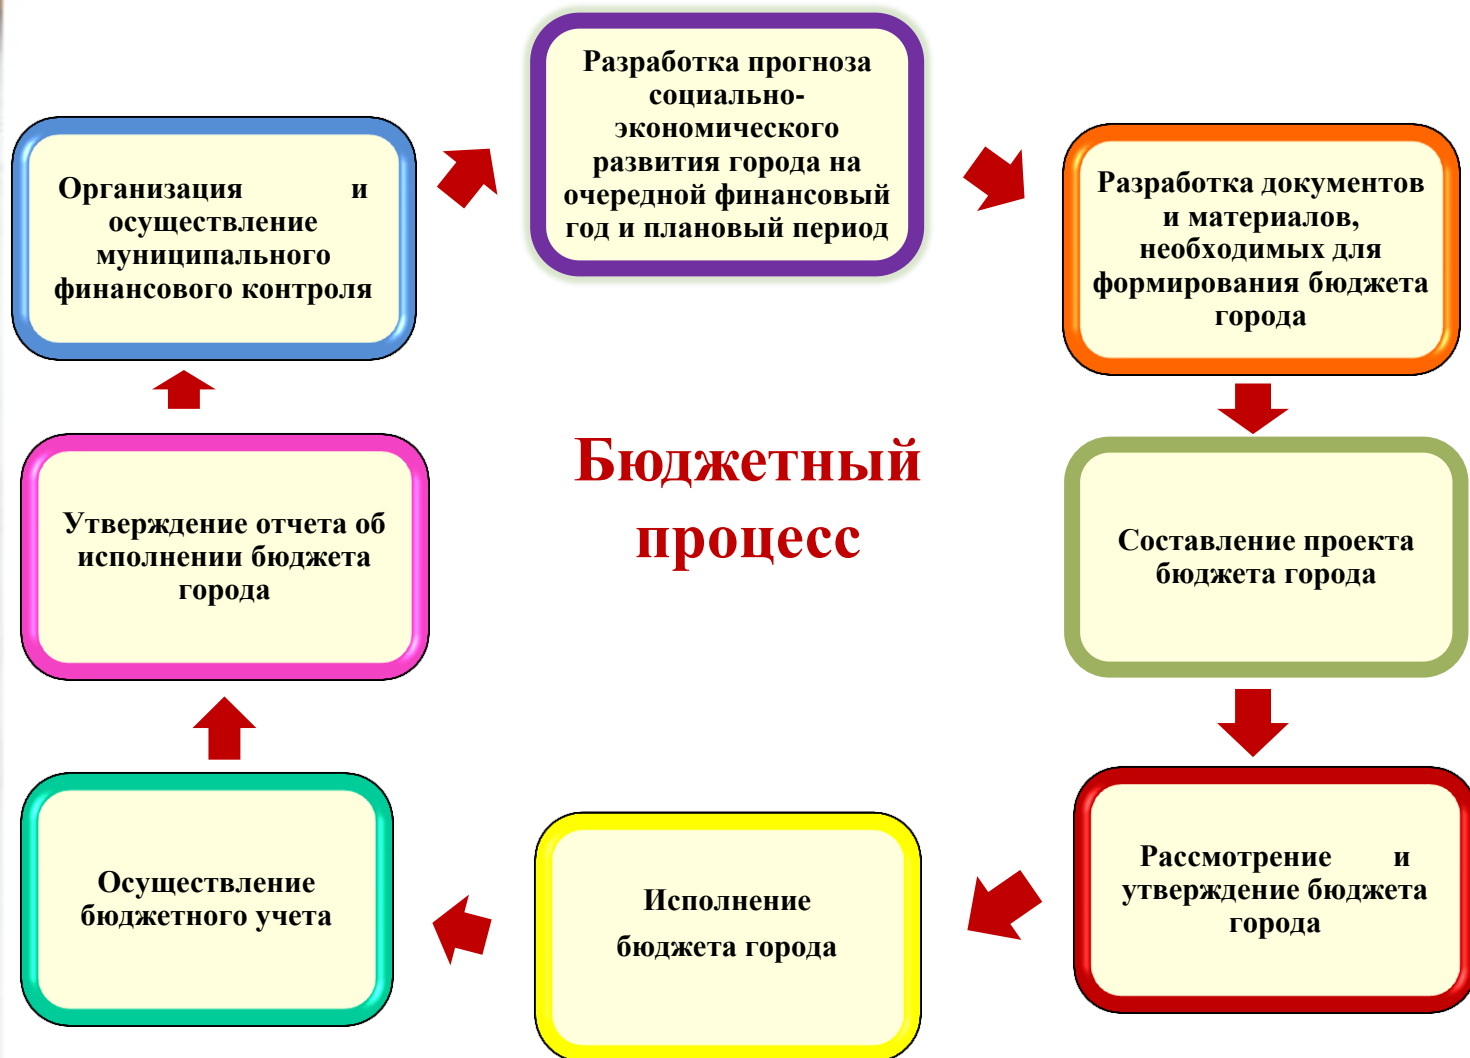 Разработка прогноза
социально-
экономического
развития города на
очередной финансовый
год и плановый период
Разработка документов
и материалов,
необходимых для
формирования бюджета
города
Составление проекта
бюджета города
Рассмотрение и
утверждение бюджета
города
Исполнение
бюджета города
Осуществление
бюджетного учета
Утверждение отчета об
исполнении бюджета
города
Организация и
осуществление
муниципального
финансового контроля
Бюджетный
процесс